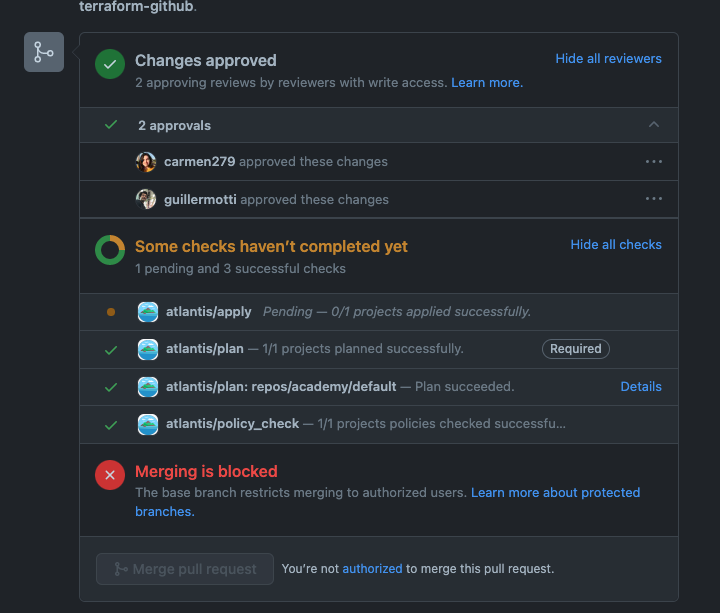 terraform-github.
Changes approved
Hide all reviewers
2 approving reviews by reviewers with write access. Learn more.
2 approvals
carmen279 approved these changes
guillermotti approved these changes
Some checks haven’t completed yet
Hide all checks
1 pending and 3 successful checks
atlantis/apply Pending — 0/1 projects applied successfully.
atlantis/plan — 1/1 projects planned successfully. Required
atlantis/plan: repos/academy/default — Plan succeeded. Details
atlantis/policy_check — 1/1 projects policies checked successfu…
Merging is blocked
The base branch restricts merging to authorized users. Learn more about protected
branches.
Merge pull request You’re not authorized to merge this pull request.